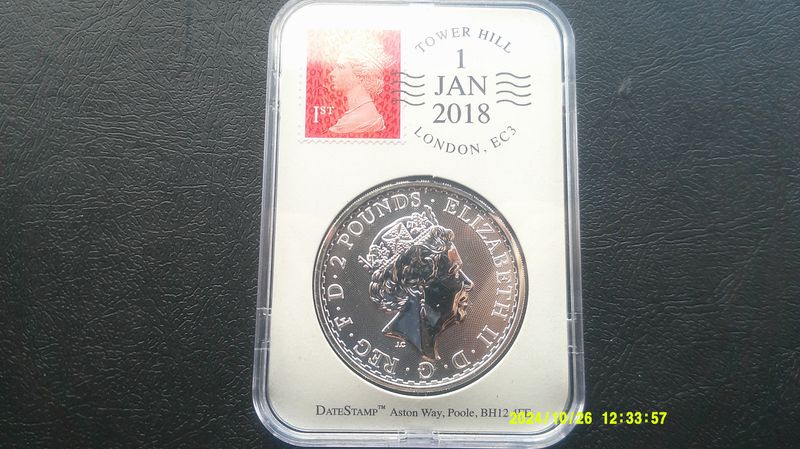 TOWER HILL
1
JAN
2018
LONDON, EC3
1ST
ELIZABETH II · D · G · REG · F · D · 2 POUNDS ·
J.C
DATESTAMP™ Aston Way, Poole, BH12
2024/10/26 12:33:57